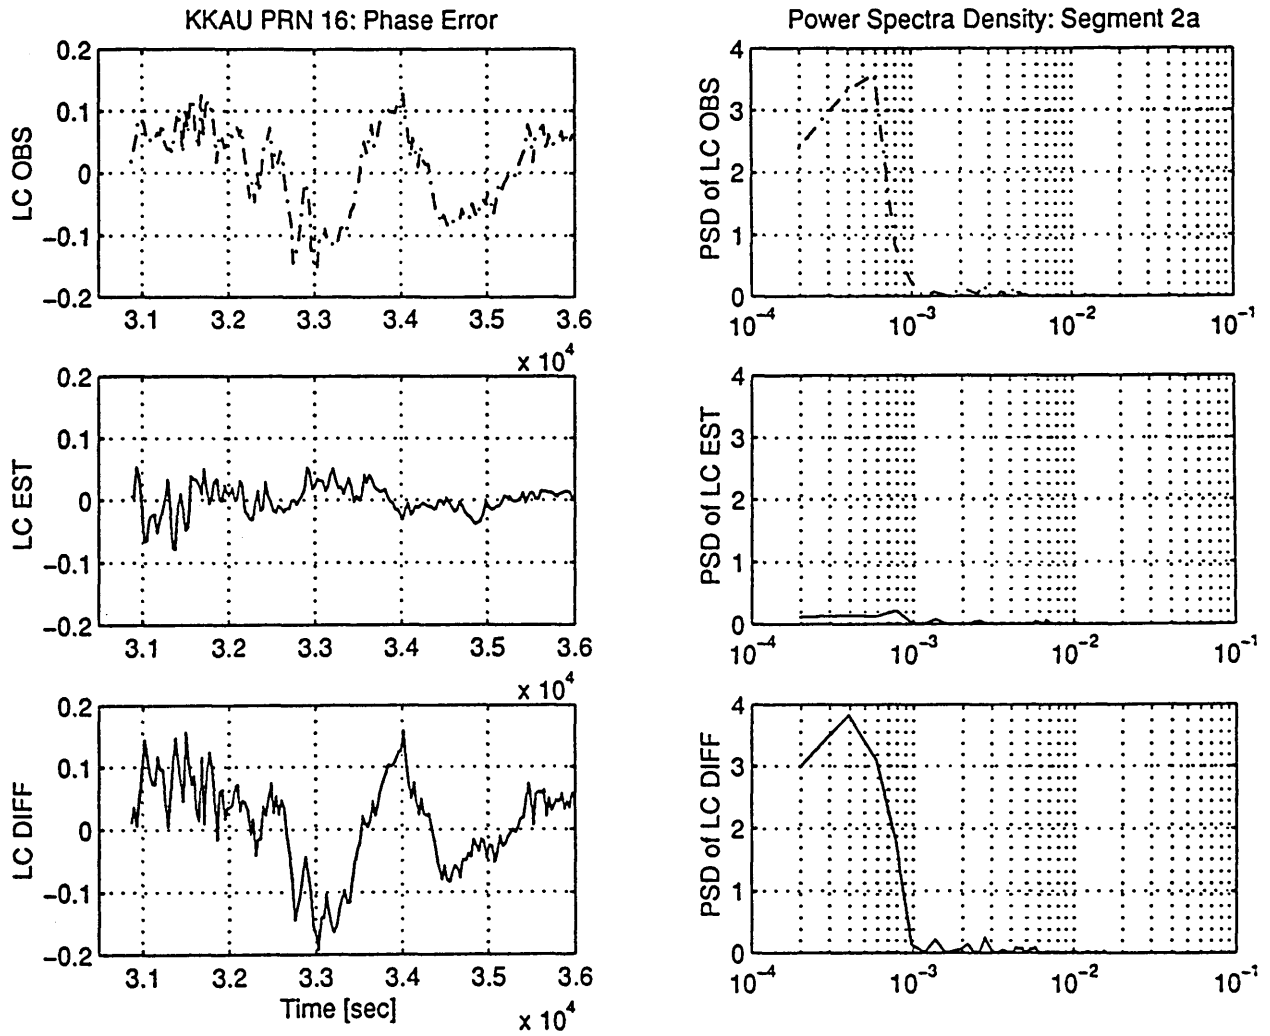 KKAU PRN 16: Phase Error
Power Spectra Density: Segment 2a
LC OBS
0.2
0.1
0
−0.1
−0.2
3.1 3.2 3.3 3.4 3.5 3.6
x 10⁴
PSD of LC OBS
4
3
2
1
0
10⁻⁴ 10⁻³ 10⁻² 10⁻¹
LC EST
0.2
0.1
0
−0.1
−0.2
3.1 3.2 3.3 3.4 3.5 3.6
x 10⁴
PSD of LC EST
4
3
2
1
0
10⁻⁴ 10⁻³ 10⁻² 10⁻¹
LC DIFF
0.2
0.1
0
−0.1
−0.2
3.1 3.2 3.3 3.4 3.5 3.6
Time [sec]
x 10⁴
PSD of LC DIFF
4
3
2
1
0
10⁻⁴ 10⁻³ 10⁻² 10⁻¹